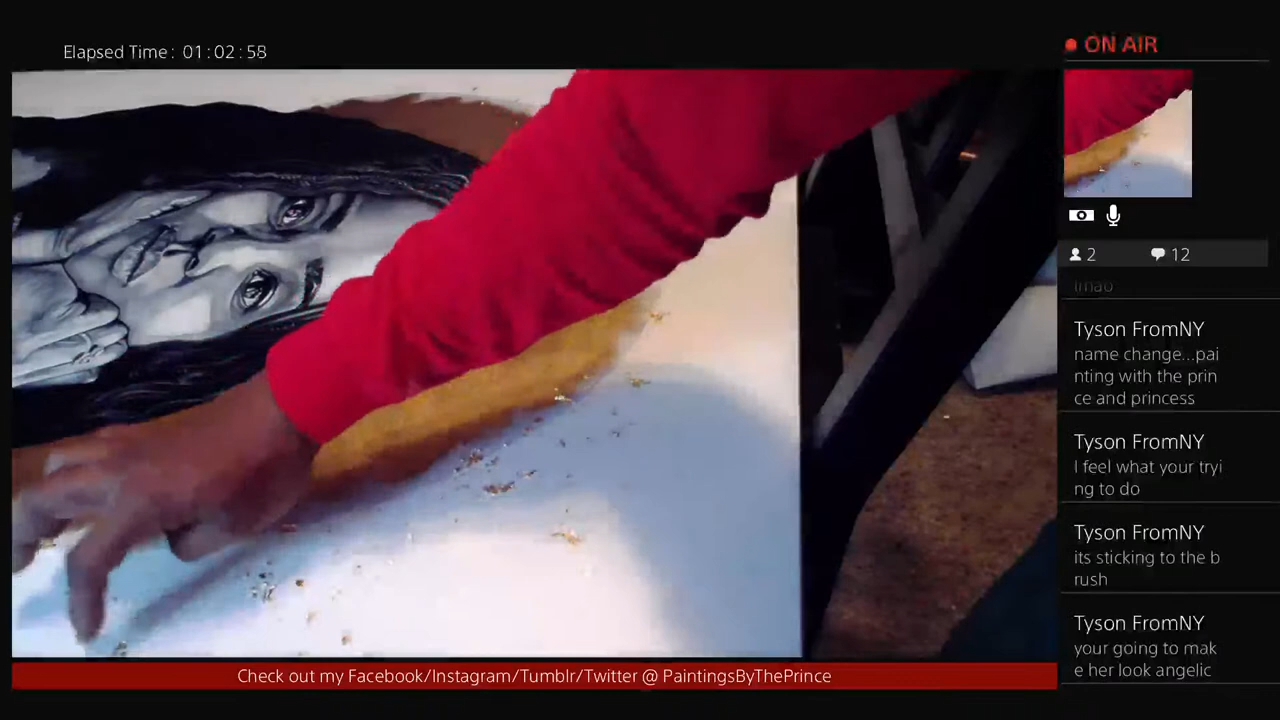 Elapsed Time: 01:02:58
ON AIR
2
12
lmao
Tyson FromNY
name change...pai
nting with the prin
ce and princess
Tyson FromNY
I feel what your tryi
ng to do
Tyson FromNY
its sticking to the b
rush
Tyson FromNY
your going to mak
e her look angelic
Check out my Facebook/Instagram/Tumblr/Twitter @ PaintingsByThePrince